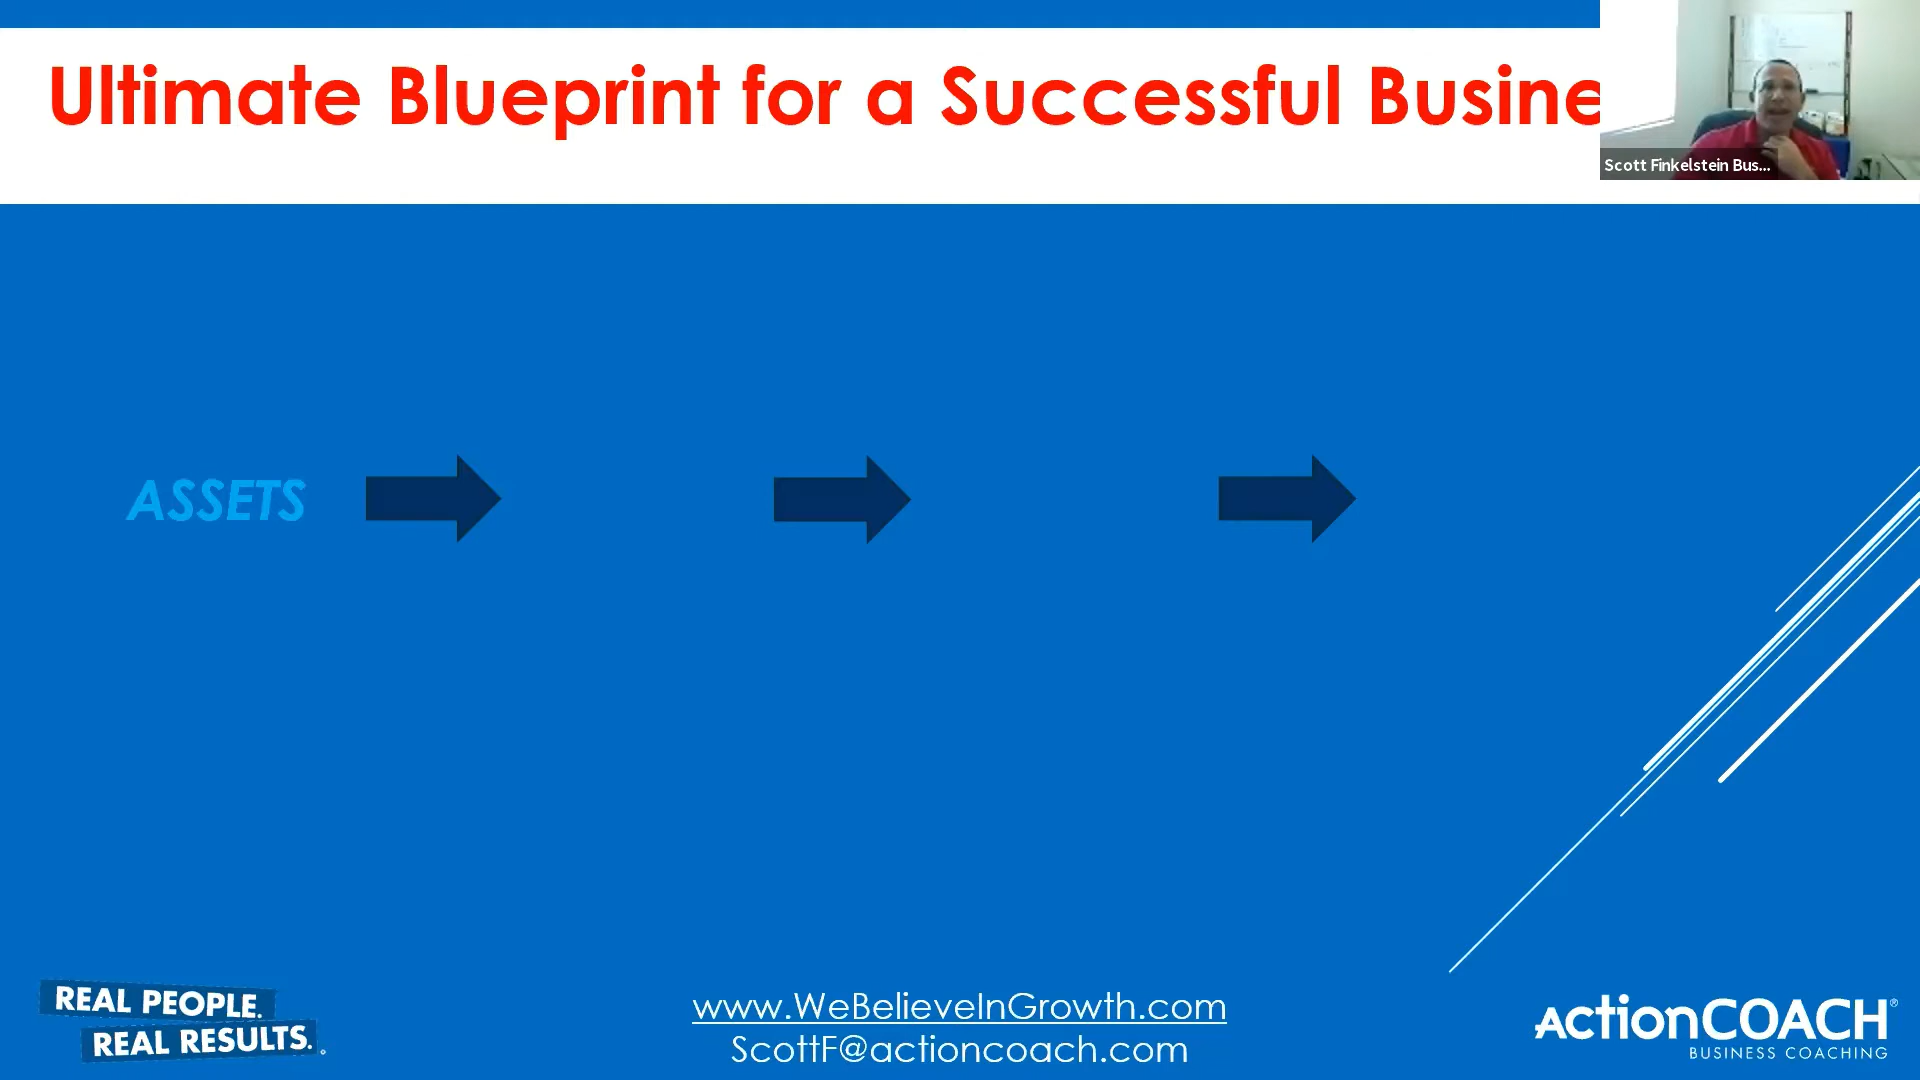 Ultimate Blueprint for a Successful Busine
Scott Finkelstein Bus...
ASSETS
REAL PEOPLE.
REAL RESULTS.
www.WeBelieveInGrowth.com
ScottF@actioncoach.com
ActionCOACH®
BUSINESS COACHING